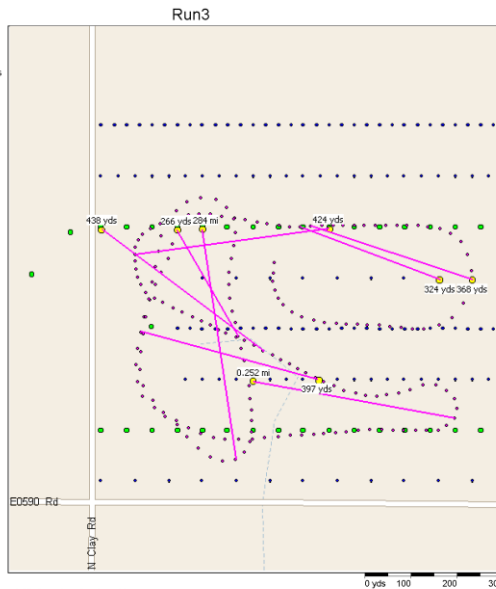 Run3
438 yds
266 yds
284 mi
424 yds
324 yds
368 yds
0.252 mi
397 yds
E0590 Rd
N Clay Rd
0 yds 100 200